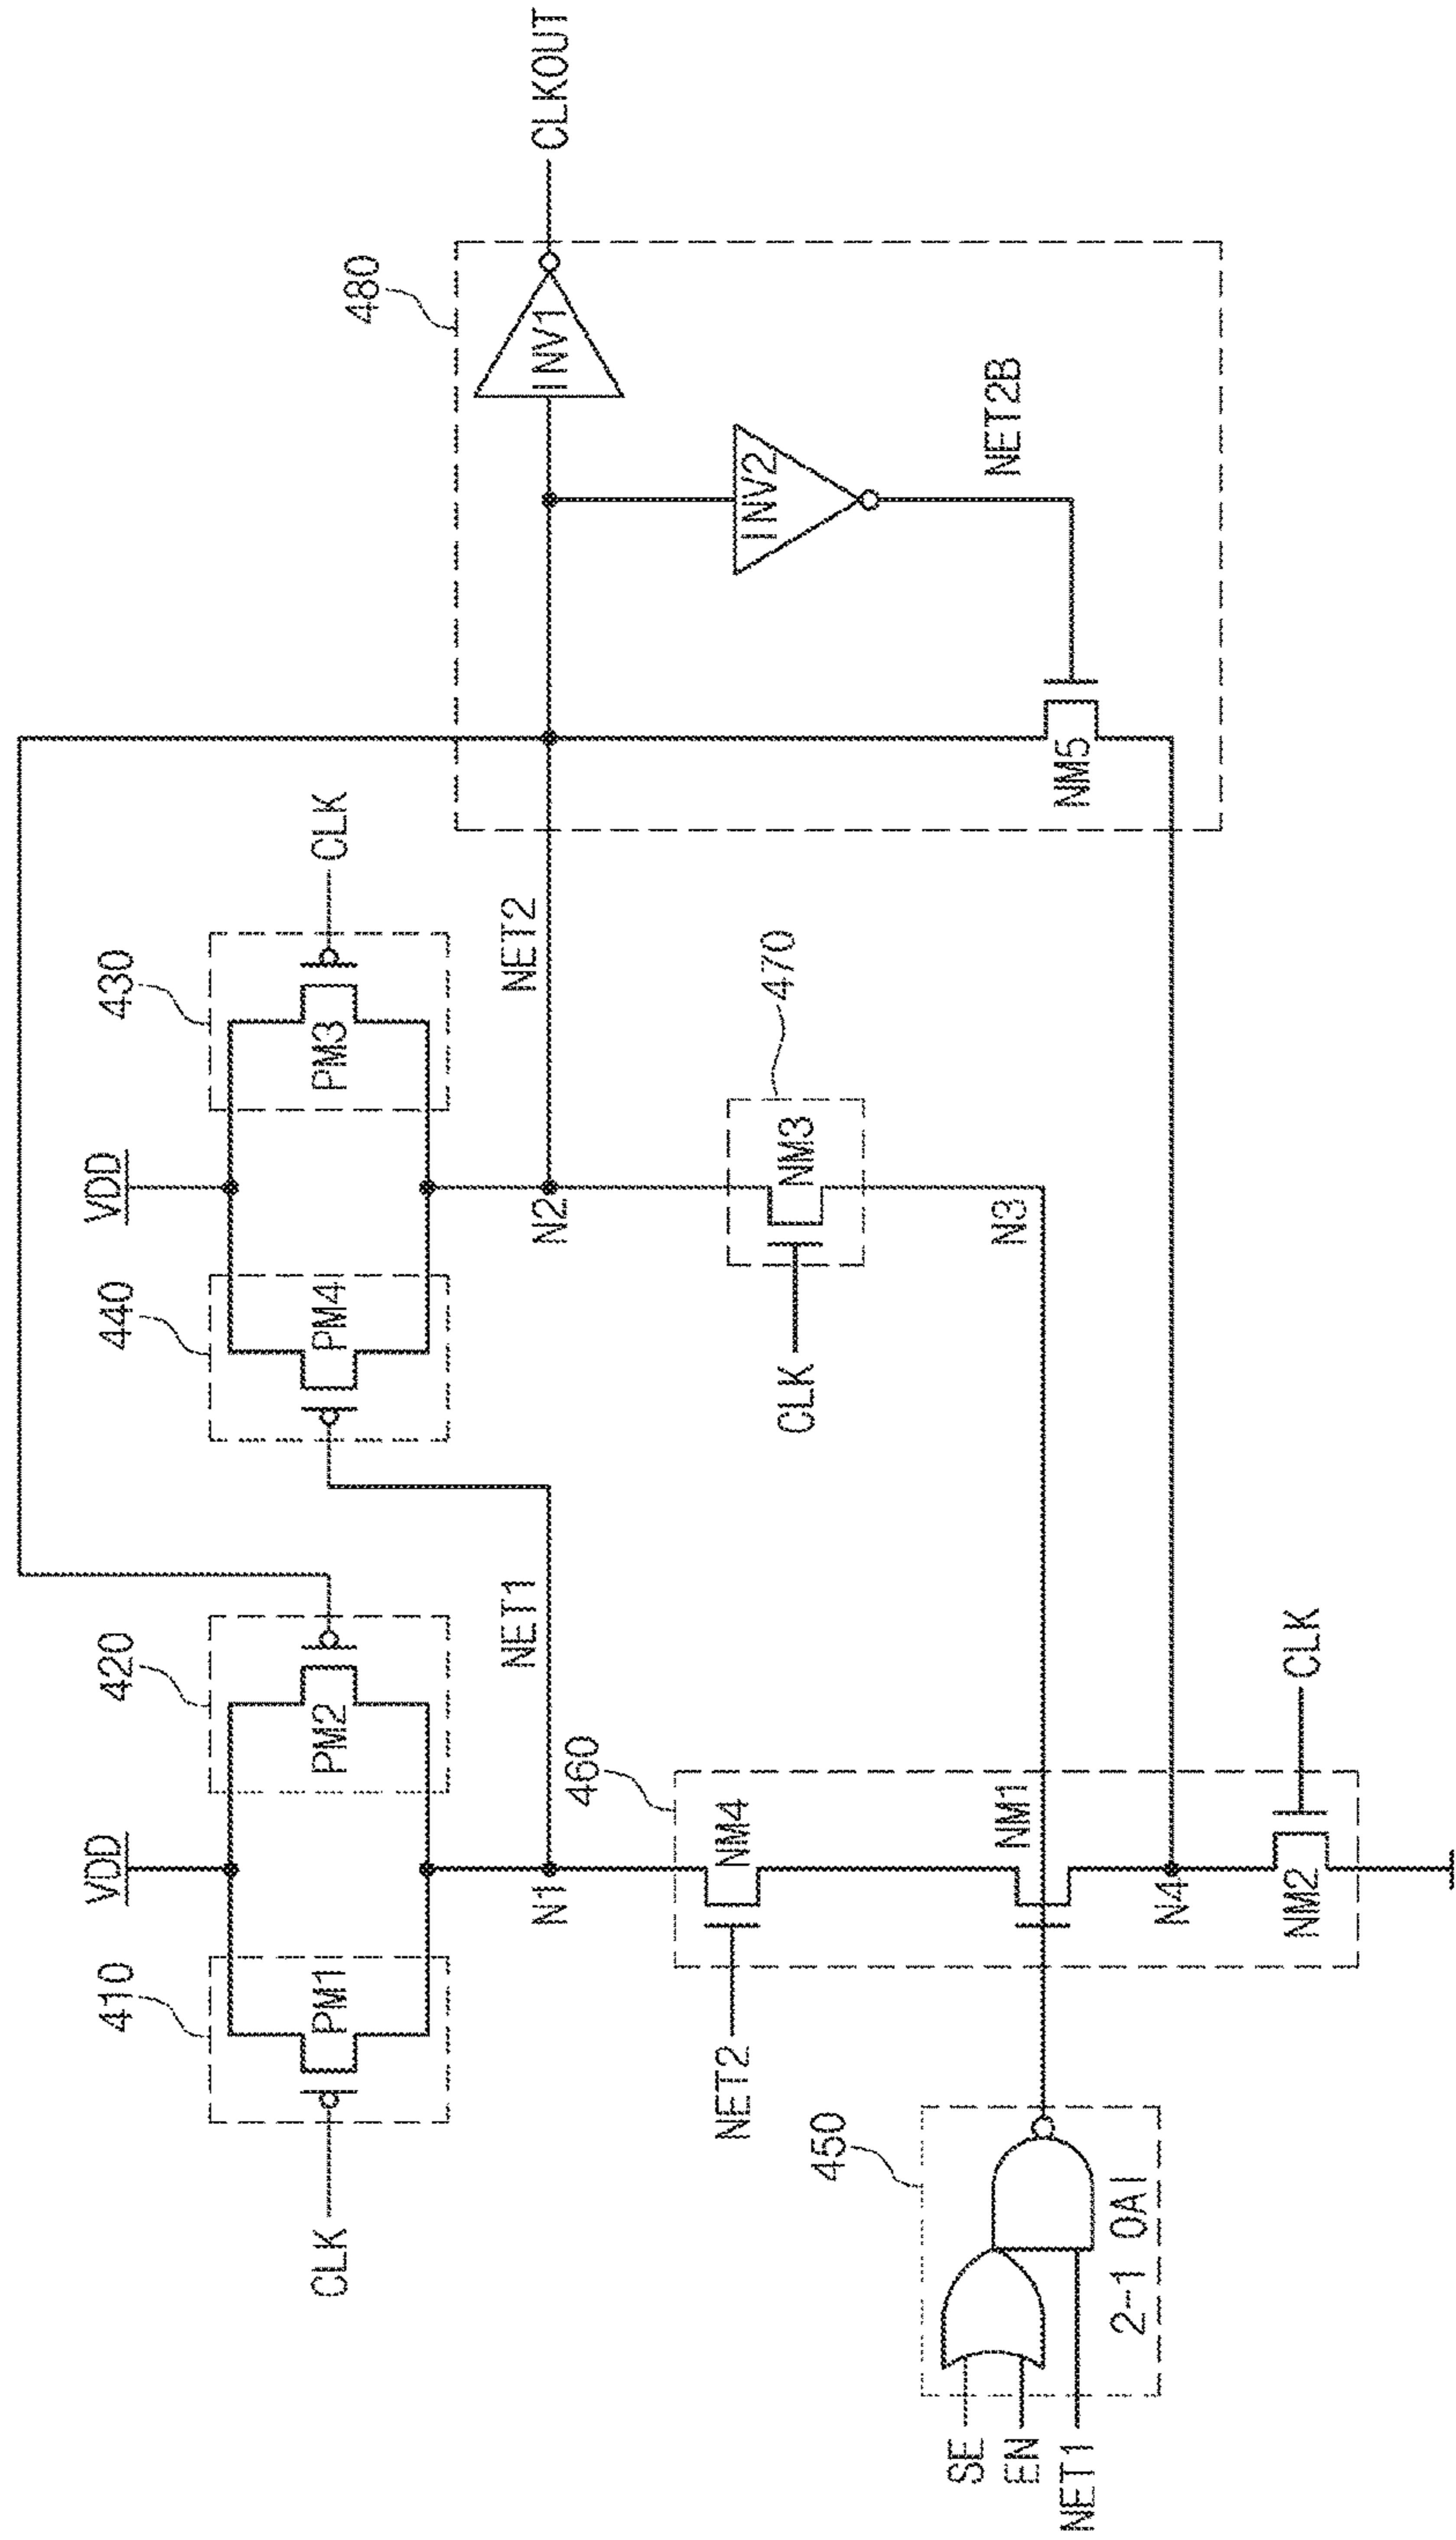 410
CLK
PM1
VDD
420
PM2
440
PM4
VDD
430
PM3
CLK
N1
NET1
N2
NET2
480
INV1
CLKOUT
INV2
NET2B
NM5
470
CLK
NM3
N3
460
NET2
NM4
NM1
N4
NM2
CLK
450
SE
EN
NET1
2-1 OAI